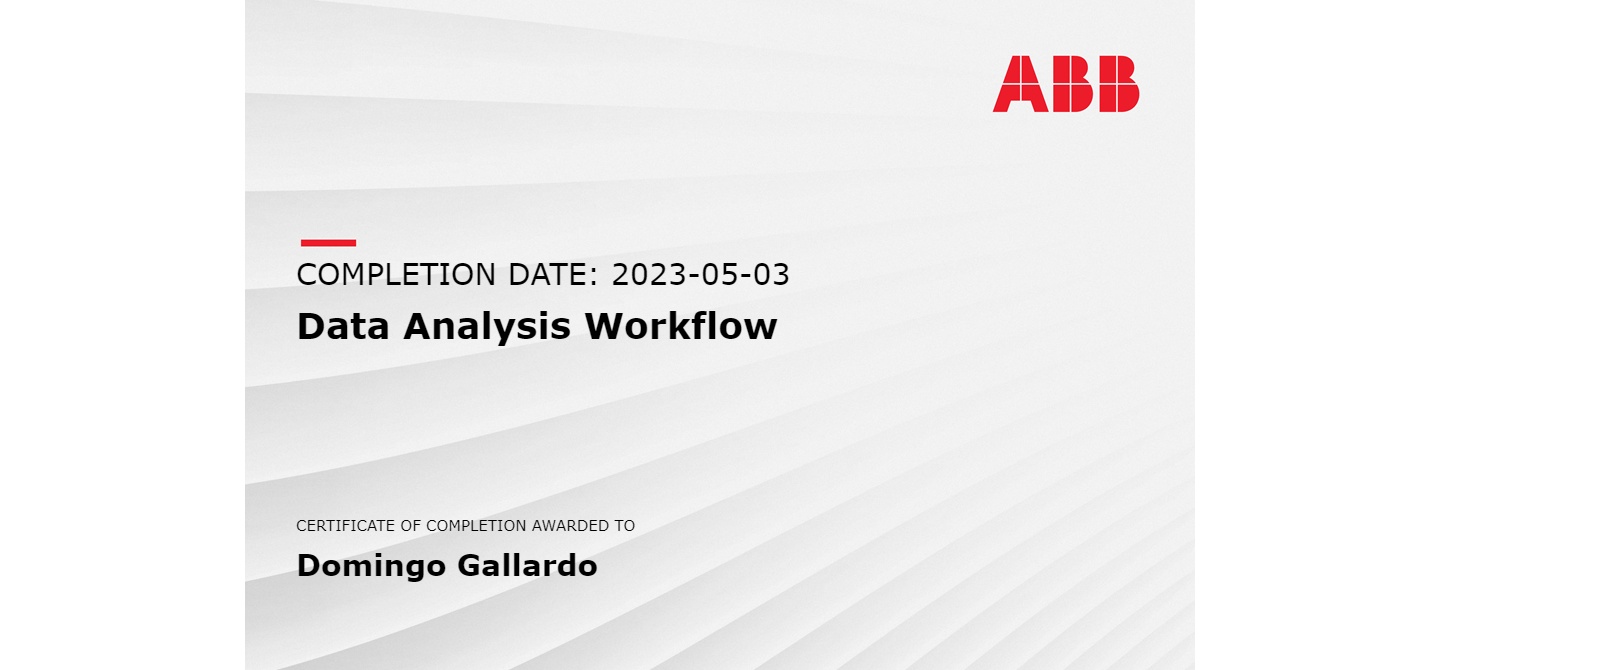 ABB
COMPLETION DATE: 2023-05-03
Data Analysis Workflow
CERTIFICATE OF COMPLETION AWARDED TO
Domingo Gallardo